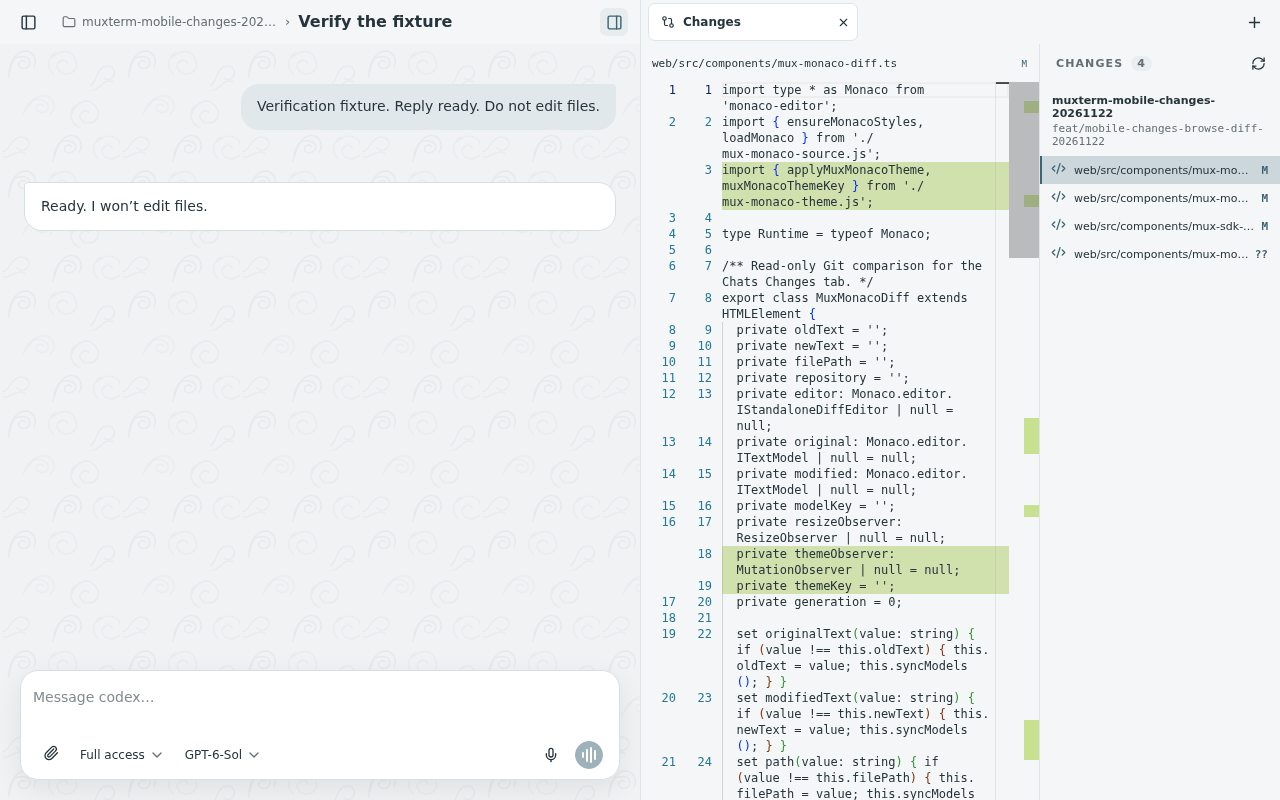 muxterm-mobile-changes-202… › Verify the fixture
Verification fixture. Reply ready. Do not edit files.
Ready. I won’t edit files.
Message codex…
Full access
GPT-6-Sol
Changes
web/src/components/mux-monaco-diff.ts M
1 1 import type * as Monaco from
'monaco-editor';
2 2 import { ensureMonacoStyles,
loadMonaco } from './
mux-monaco-source.js';
3 import { applyMuxMonacoTheme,
muxMonacoThemeKey } from './
mux-monaco-theme.js';
3 4
4 5 type Runtime = typeof Monaco;
5 6
6 7 /** Read-only Git comparison for the
Chats Changes tab. */
7 8 export class MuxMonacoDiff extends
HTMLElement {
8 9 private oldText = '';
9 10 private newText = '';
10 11 private filePath = '';
11 12 private repository = '';
12 13 private editor: Monaco.editor.
IStandaloneDiffEditor | null =
null;
13 14 private original: Monaco.editor.
ITextModel | null = null;
14 15 private modified: Monaco.editor.
ITextModel | null = null;
15 16 private modelKey = '';
16 17 private resizeObserver:
ResizeObserver | null = null;
18 private themeObserver:
MutationObserver | null = null;
19 private themeKey = '';
17 20 private generation = 0;
18 21
19 22 set originalText(value: string) {
if (value !== this.oldText) { this.
oldText = value; this.syncModels
(); } }
20 23 set modifiedText(value: string) {
if (value !== this.newText) { this.
newText = value; this.syncModels
(); } }
21 24 set path(value: string) { if
(value !== this.filePath) { this.
filePath = value; this.syncModels
CHANGES 4
muxterm-mobile-changes-
20261122
feat/mobile-changes-browse-diff-
20261122
web/src/components/mux-mo… M
web/src/components/mux-mo… M
web/src/components/mux-sdk-… M
web/src/components/mux-mo… ??